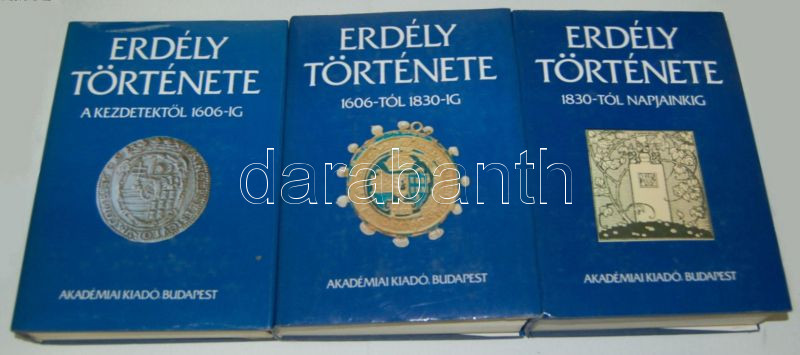 ERDÉLY
TÖRTÉNETE
A KEZDETEKTŐL 1606-IG
AKADÉMIAI KIADÓ, BUDAPEST
ERDÉLY
TÖRTÉNETE
1606-TÓL 1830-IG
AKADÉMIAI KIADÓ, BUDAPEST
ERDÉLY
TÖRTÉNETE
1830-TÓL NAPJAINKIG
AKADÉMIAI KIADÓ, BUDAPEST
darabanth